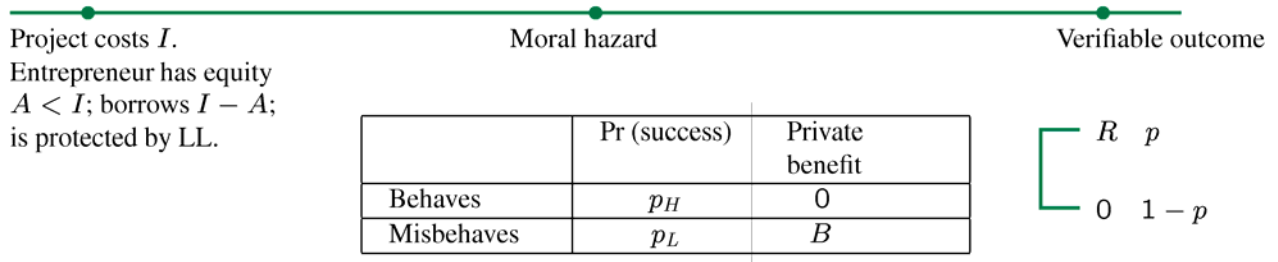 Project costs I.
Entrepreneur has equity
A < I; borrows I − A;
is protected by LL.
Moral hazard
Pr (success) Private
benefit
Behaves p_H 0
Misbehaves p_L B
Verifiable outcome
R p
0 1 − p